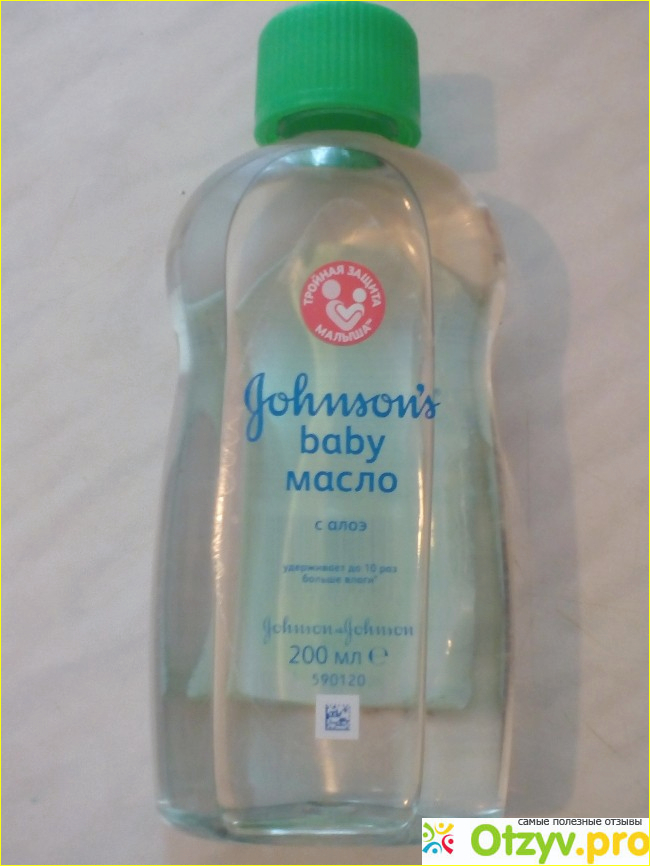 ТРОЙНАЯ ЗАЩИТА
МАЛЫША™
Johnson's®
baby
масло
с алоэ
удерживает до 10 раз
больше влаги*
Johnson & Johnson
200 мл ℮
590120
самые полезные отзывы
Otzyv.pro